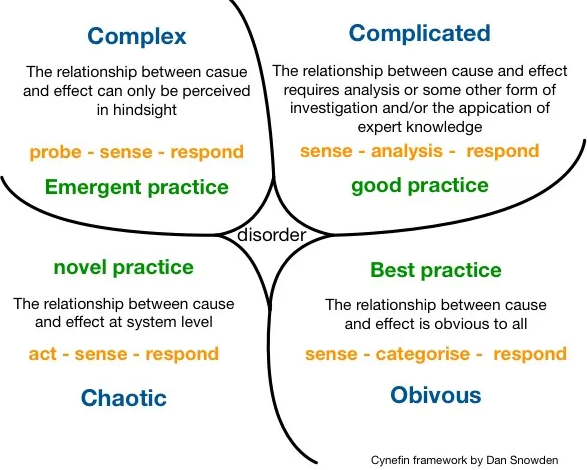 Complex
The relationship between casue
and effect can only be perceived
in hindsight
probe - sense - respond
Emergent practice
Complicated
The relationship between cause and effect
requires analysis or some other form of
investigation and/or the appication of
expert knowledge
sense - analysis - respond
good practice
disorder
novel practice
The relationship between cause
and effect at system level
act - sense - respond
Chaotic
Best practice
The relationship between cause
and effect is obvious to all
sense - categorise - respond
Obivous
Cynefin framework by Dan Snowden